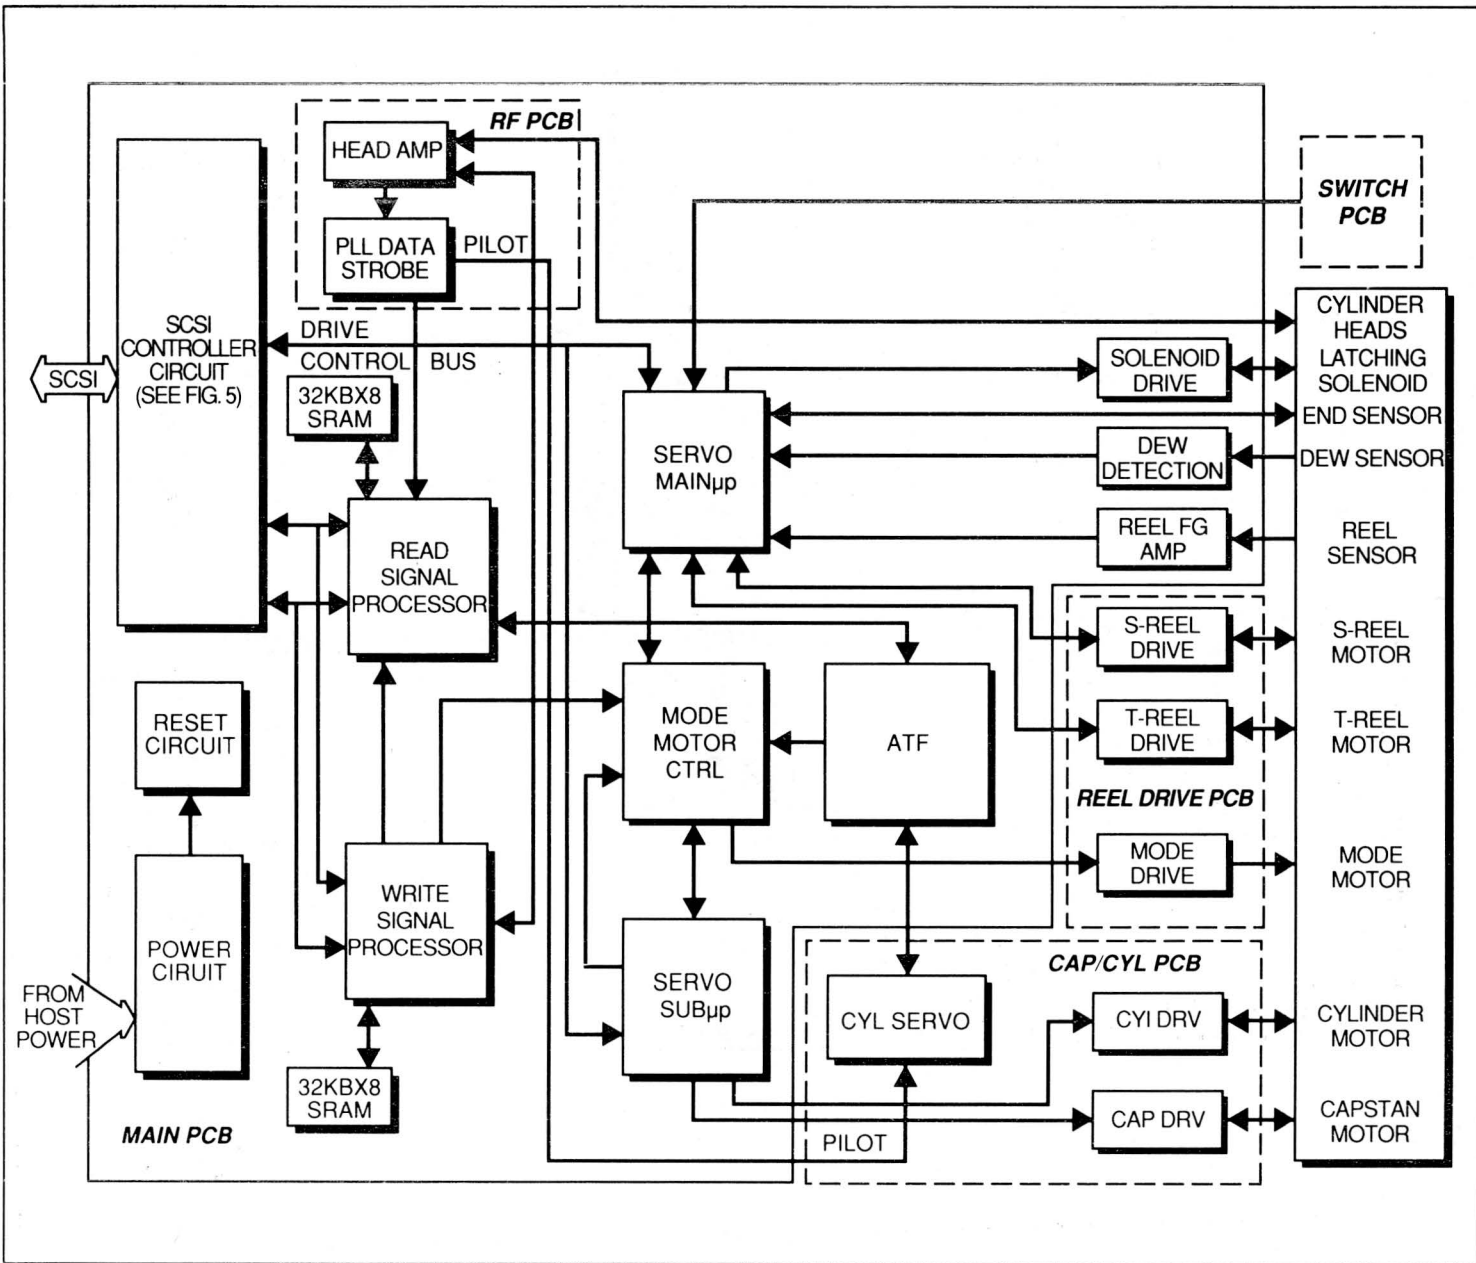 RF PCB
HEAD AMP
PLL DATA
STROBE
PILOT
SWITCH
PCB
SCSI
SCSI
CONTROLLER
CIRCUIT
(SEE FIG. 5)
DRIVE
CONTROL BUS
32KBX8
SRAM
READ
SIGNAL
PROCESSOR
SERVO
MAINµp
SOLENOID
DRIVE
DEW
DETECTION
REEL FG
AMP
CYLINDER
HEADS
LATCHING
SOLENOID
END SENSOR
DEW SENSOR
REEL
SENSOR
S-REEL
DRIVE
S-REEL
MOTOR
T-REEL
DRIVE
T-REEL
MOTOR
REEL DRIVE PCB
MODE
DRIVE
MODE
MOTOR
RESET
CIRCUIT
MODE
MOTOR
CTRL
ATF
POWER
CIRUIT
FROM
HOST
POWER
WRITE
SIGNAL
PROCESSOR
32KBX8
SRAM
SERVO
SUBµp
CAP/CYL PCB
CYL SERVO
CYI DRV
CYLINDER
MOTOR
CAP DRV
CAPSTAN
MOTOR
PILOT
MAIN PCB